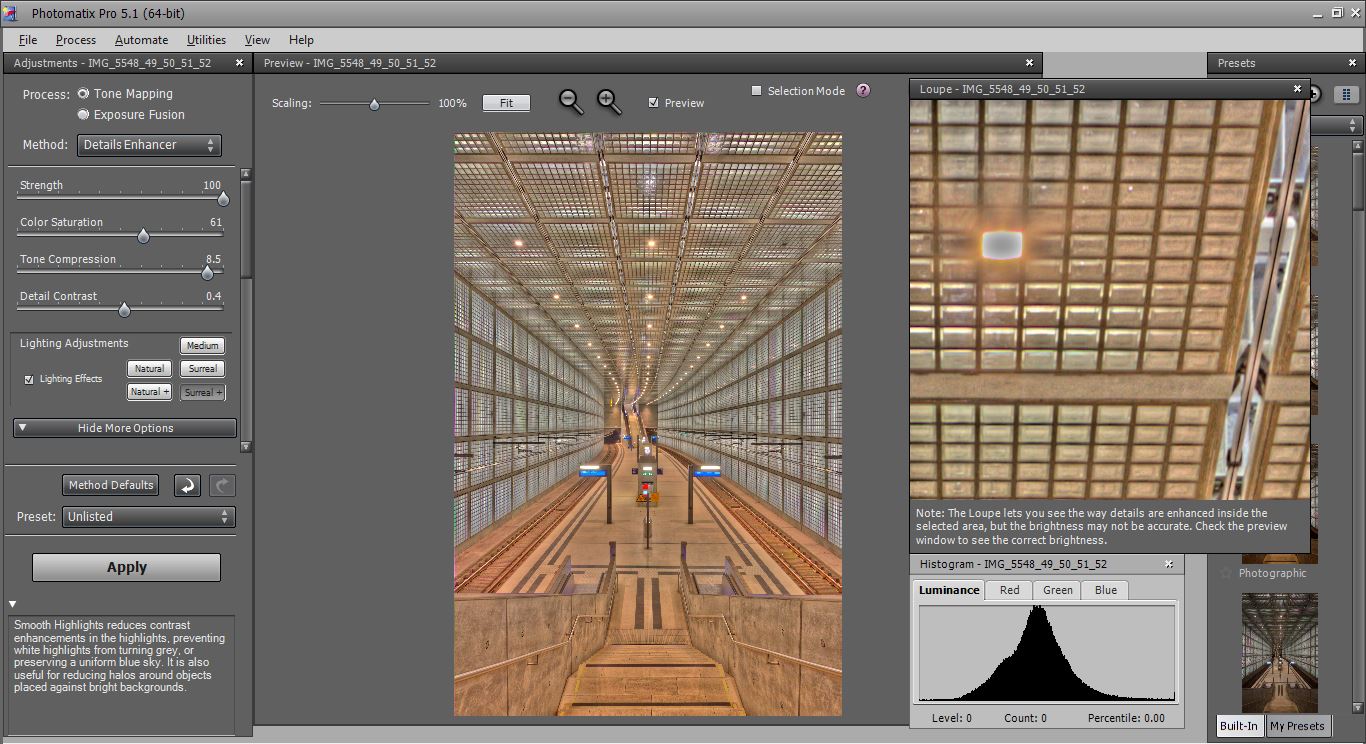 Photomatix Pro 5.1 (64-bit)
File Process Automate Utilities View Help
Adjustments - IMG_5548_49_50_51_52
Process: Tone Mapping
Exposure Fusion
Method: Details Enhancer
Strength 100
Color Saturation 61
Tone Compression 8.5
Detail Contrast 0.4
Lighting Adjustments Medium
Natural Surreal
Lighting Effects
Natural + Surreal +
Hide More Options
Method Defaults
Preset: Unlisted
Apply
Smooth Highlights reduces contrast
enhancements in the highlights, preventing
white highlights from turning grey, or
preserving a uniform blue sky. It is also
useful for reducing halos around objects
placed against bright backgrounds.
Preview - IMG_5548_49_50_51_52
Scaling: 100% Fit Preview Selection Mode ?
Loupe - IMG_5548_49_50_51_52
Note: The Loupe lets you see the way details are enhanced inside the
selected area, but the brightness may not be accurate. Check the preview
window to see the correct brightness.
Histogram - IMG_5548_49_50_51_52
Luminance Red Green Blue
Level: 0 Count: 0 Percentile: 0.00
Presets
Photographic
Built-In My Presets